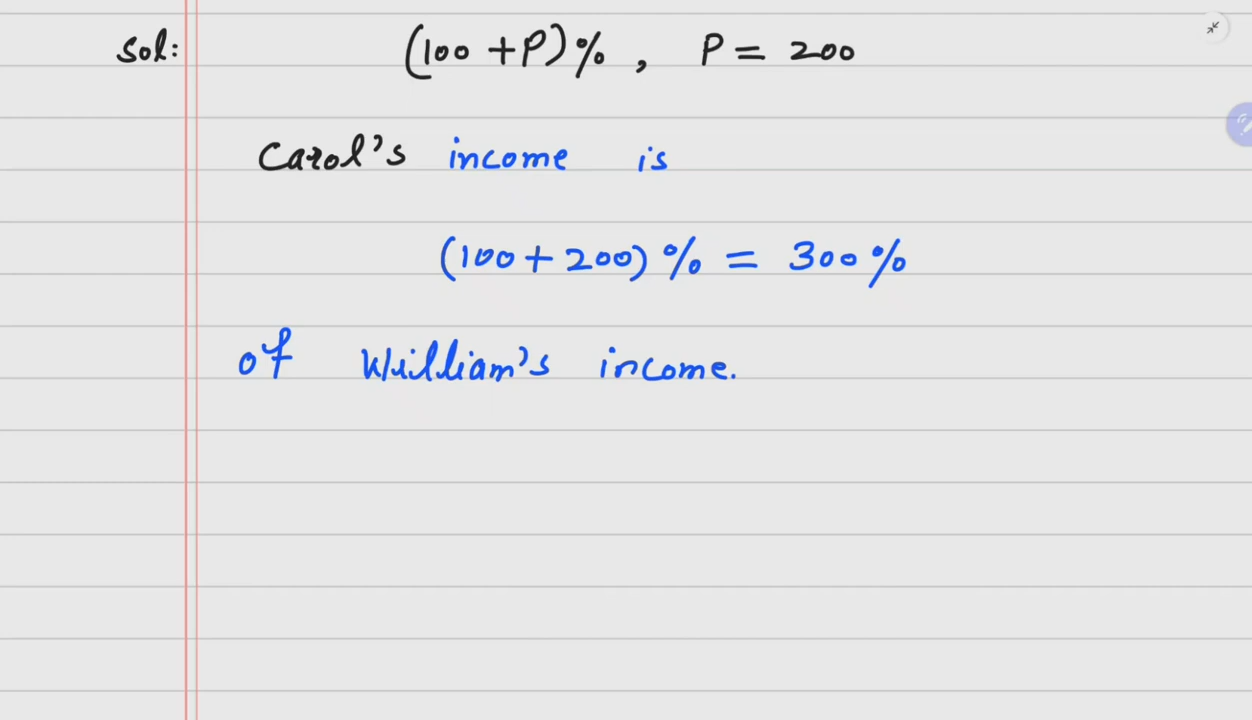 Sol: (100 + P)% , P = 200
Carol's income is
(100 + 200) % = 300%
of William's income.